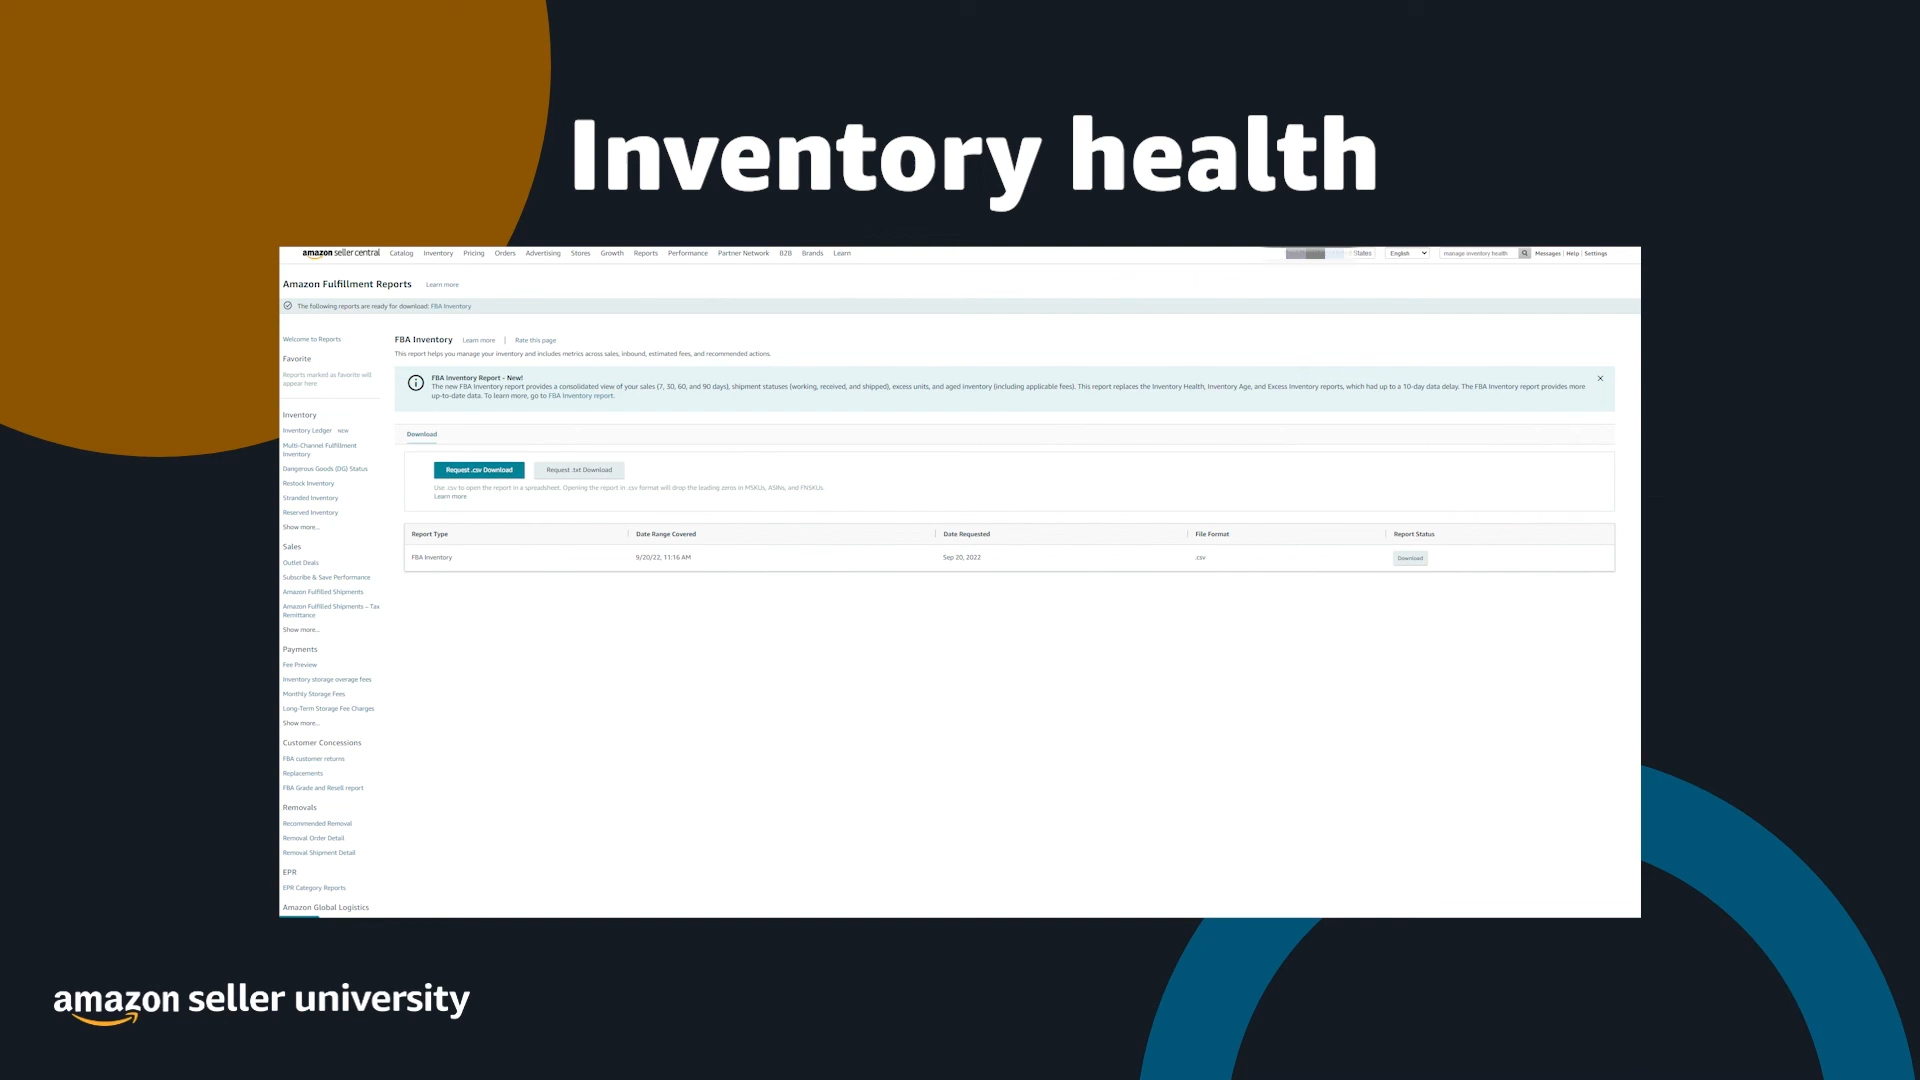 Inventory health
amazon seller central Catalog Inventory Pricing Orders Advertising Stores Growth Reports Performance Partner Network B2B Brands Learn States English manage inventory health Messages | Help | Settings
Amazon Fulfillment Reports Learn more
The following reports are ready for download: FBA Inventory
Welcome to Reports
Favorite
Reports marked as favorite will
appear here
Inventory
Inventory Ledger NEW
Multi-Channel Fulfillment
Inventory
Dangerous Goods (DG) Status
Restock Inventory
Stranded Inventory
Reserved Inventory
Show more...
Sales
Outlet Deals
Subscribe & Save Performance
Amazon Fulfilled Shipments
Amazon Fulfilled Shipments – Tax
Remittance
Show more...
Payments
Fee Preview
Inventory storage overage fees
Monthly Storage Fees
Long-Term Storage Fee Charges
Show more...
Customer Concessions
FBA customer returns
Replacements
FBA Grade and Resell report
Removals
Recommended Removal
Removal Order Detail
Removal Shipment Detail
EPR
EPR Category Reports
Amazon Global Logistics
FBA Inventory Learn more | Rate this page
This report helps you manage your inventory and includes metrics across sales, inbound, estimated fees, and recommended actions.
FBA Inventory Report - New!
The new FBA Inventory report provides a consolidated view of your sales (7, 30, 60, and 90 days), shipment statuses (working, received, and shipped), excess units, and aged inventory (including applicable fees). This report replaces the Inventory Health, Inventory Age, and Excess Inventory reports, which had up to a 10-day data delay. The FBA Inventory report provides more
up-to-date data. To learn more, go to FBA Inventory report.
Download
Request .csv Download Request .txt Download
Use .csv to open the report in a spreadsheet. Opening the report in .csv format will drop the leading zeros in MSKUs, ASINs, and FNSKUs.
Learn more
Report Type Date Range Covered Date Requested File Format Report Status
FBA Inventory 9/20/22, 11:16 AM Sep 20, 2022 .csv Download
amazon seller university